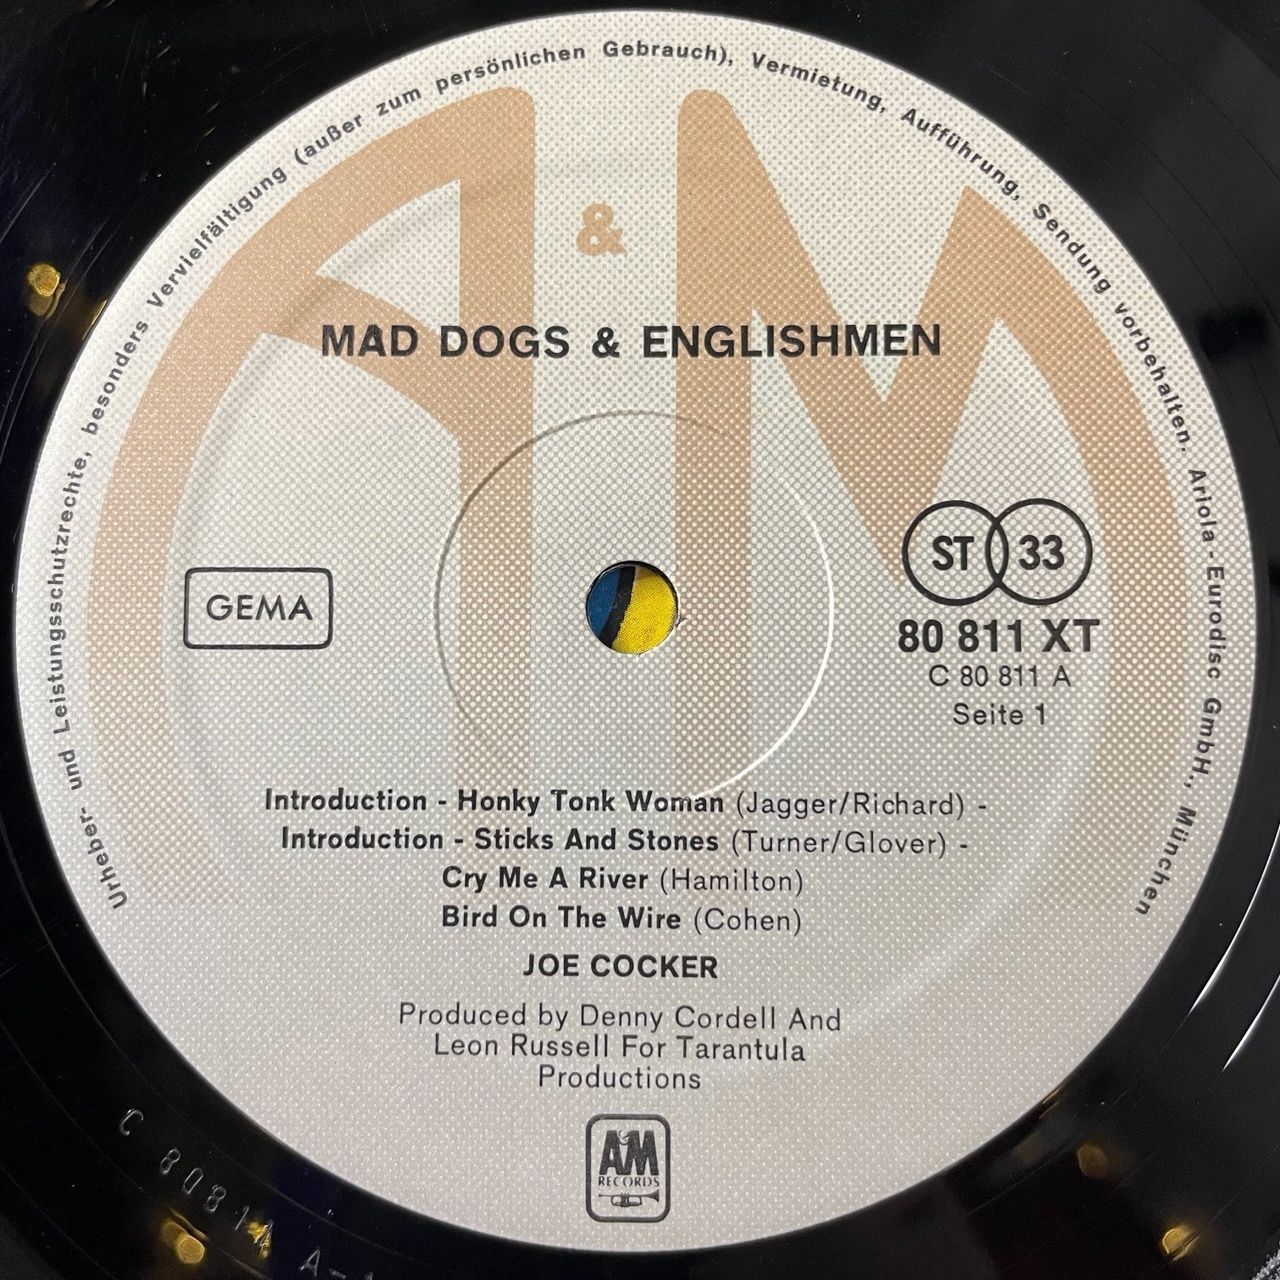 Urheber- und Leistungsschutzrechte, besonders Vervielfältigung (außer zum persönlichen Gebrauch), Vermietung, Aufführung, Sendung vorbehalten. Ariola-Eurodisc GmbH., München
A & M
MAD DOGS & ENGLISHMEN
GEMA
ST 33
80 811 XT
C 80 811 A
Seite 1
Introduction - Honky Tonk Woman (Jagger/Richard) -
Introduction - Sticks And Stones (Turner/Glover) -
Cry Me A River (Hamilton)
Bird On The Wire (Cohen)
JOE COCKER
Produced by Denny Cordell And
Leon Russell For Tarantula
Productions
A&M
RECORDS
C 80811 A-1